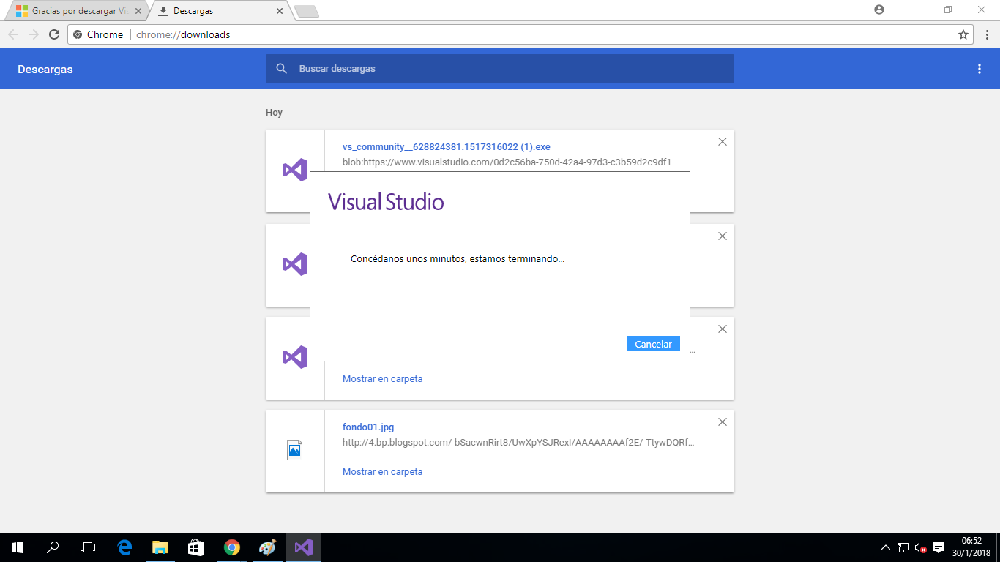 Gracias por descargar Vis
Descargas
Chrome
chrome://downloads
Descargas
Buscar descargas
Hoy
vs_community__628824381.1517316022 (1).exe
blob:https://www.visualstudio.com/0d2c56ba-750d-42a4-97d3-c3b59d2c9df1
Visual Studio
Concédanos unos minutos, estamos terminando...
Cancelar
...
Mostrar en carpeta
fondo01.jpg
http://4.bp.blogspot.com/-bSacwnRirt8/UwXpYSJRexI/AAAAAAAAf2E/-TtywDQRf...
Mostrar en carpeta
06:52
30/1/2018